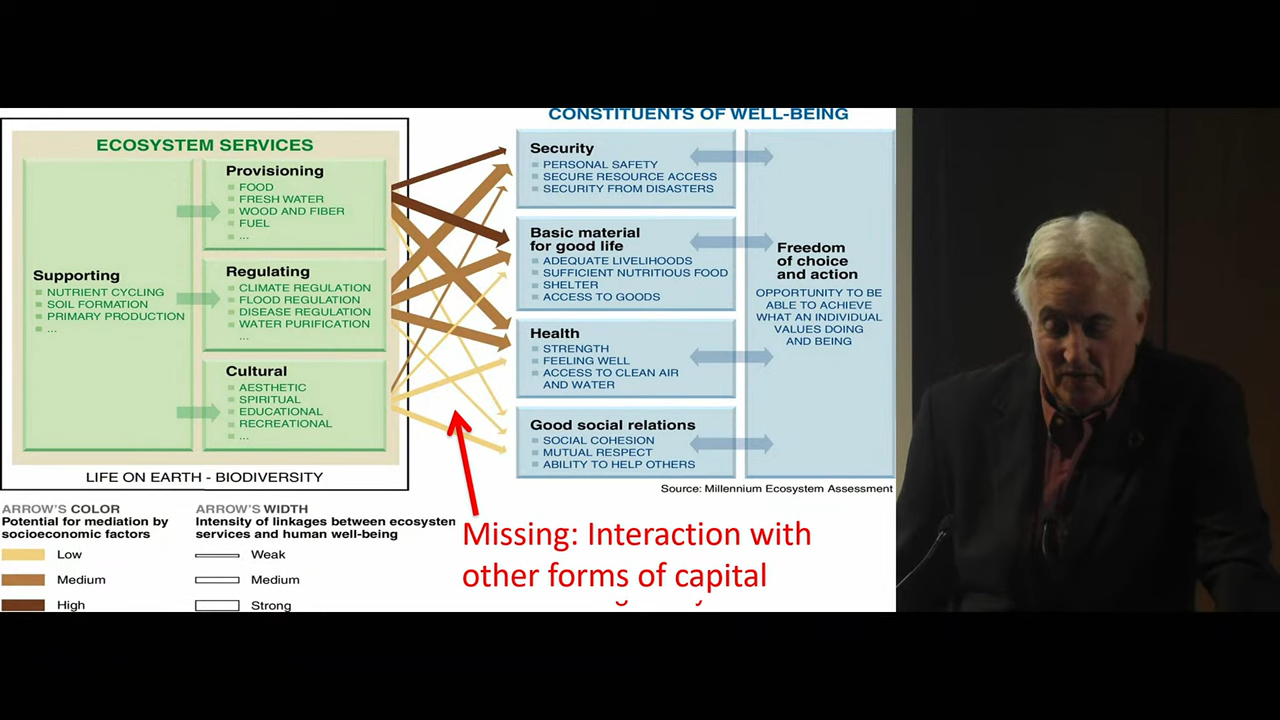 CONSTITUENTS OF WELL-BEING
ECOSYSTEM SERVICES
Supporting
NUTRIENT CYCLING
SOIL FORMATION
PRIMARY PRODUCTION
...
Provisioning
FOOD
FRESH WATER
WOOD AND FIBER
FUEL
...
Regulating
CLIMATE REGULATION
FLOOD REGULATION
DISEASE REGULATION
WATER PURIFICATION
...
Cultural
AESTHETIC
SPIRITUAL
EDUCATIONAL
RECREATIONAL
...
LIFE ON EARTH - BIODIVERSITY
Security
PERSONAL SAFETY
SECURE RESOURCE ACCESS
SECURITY FROM DISASTERS
Basic material
for good life
ADEQUATE LIVELIHOODS
SUFFICIENT NUTRITIOUS FOOD
SHELTER
ACCESS TO GOODS
Health
STRENGTH
FEELING WELL
ACCESS TO CLEAN AIR
AND WATER
Good social relations
SOCIAL COHESION
MUTUAL RESPECT
ABILITY TO HELP OTHERS
Freedom
of choice
and action
OPPORTUNITY TO BE
ABLE TO ACHIEVE
WHAT AN INDIVIDUAL
VALUES DOING
AND BEING
Source: Millennium Ecosystem Assessment
ARROW'S COLOR
Potential for mediation by
socioeconomic factors
Low
Medium
High
ARROW'S WIDTH
Intensity of linkages between ecosystem
services and human well-being
Weak
Medium
Strong
Missing: Interaction with
other forms of capital